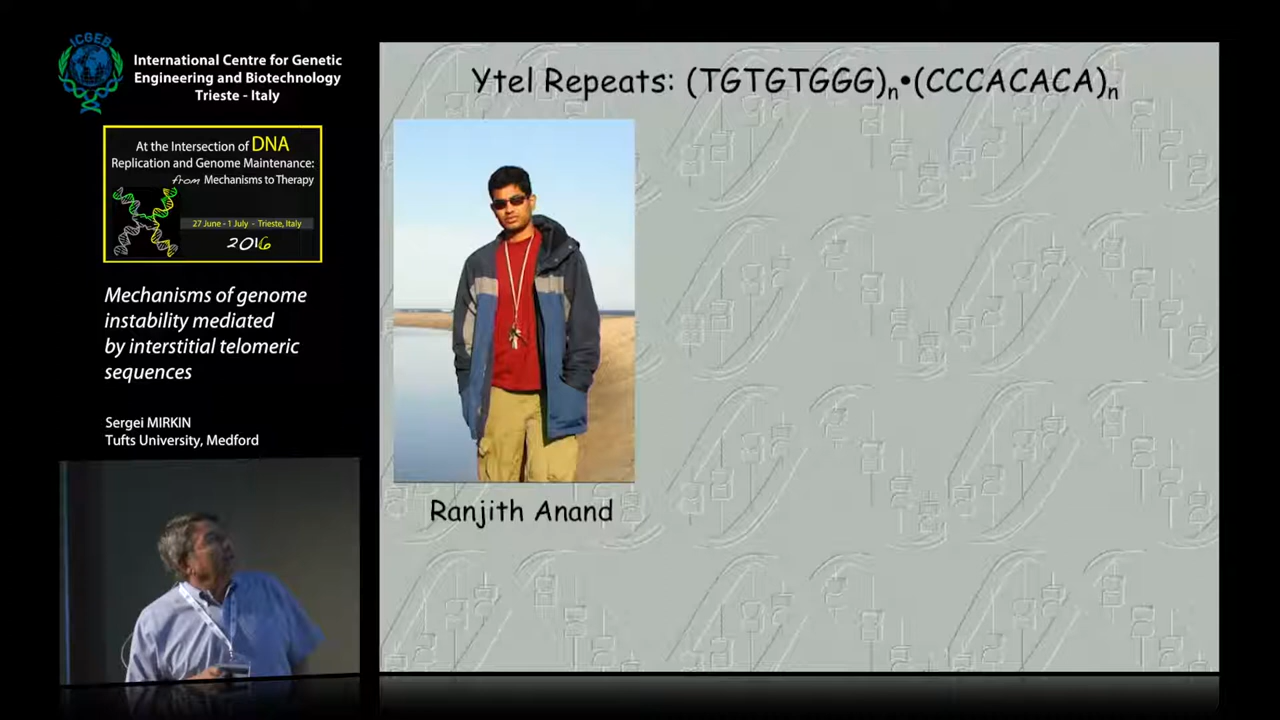 ICGEB
International Centre for Genetic
Engineering and Biotechnology
Trieste - Italy
At the Intersection of DNA
Replication and Genome Maintenance:
from Mechanisms to Therapy
27 June - 1 July - Trieste, Italy
2016
Mechanisms of genome
instability mediated
by interstitial telomeric
sequences
Sergei MIRKIN
Tufts University, Medford
Ytel Repeats: (TGTGTGGG)n•(CCCACACA)n
Ranjith Anand